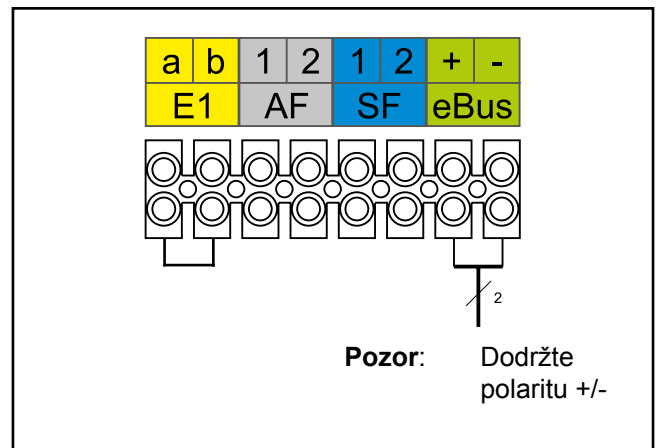 a b 1 2 1 2 + -
E1 AF SF eBus
2
Pozor: Dodržte
polaritu +/-